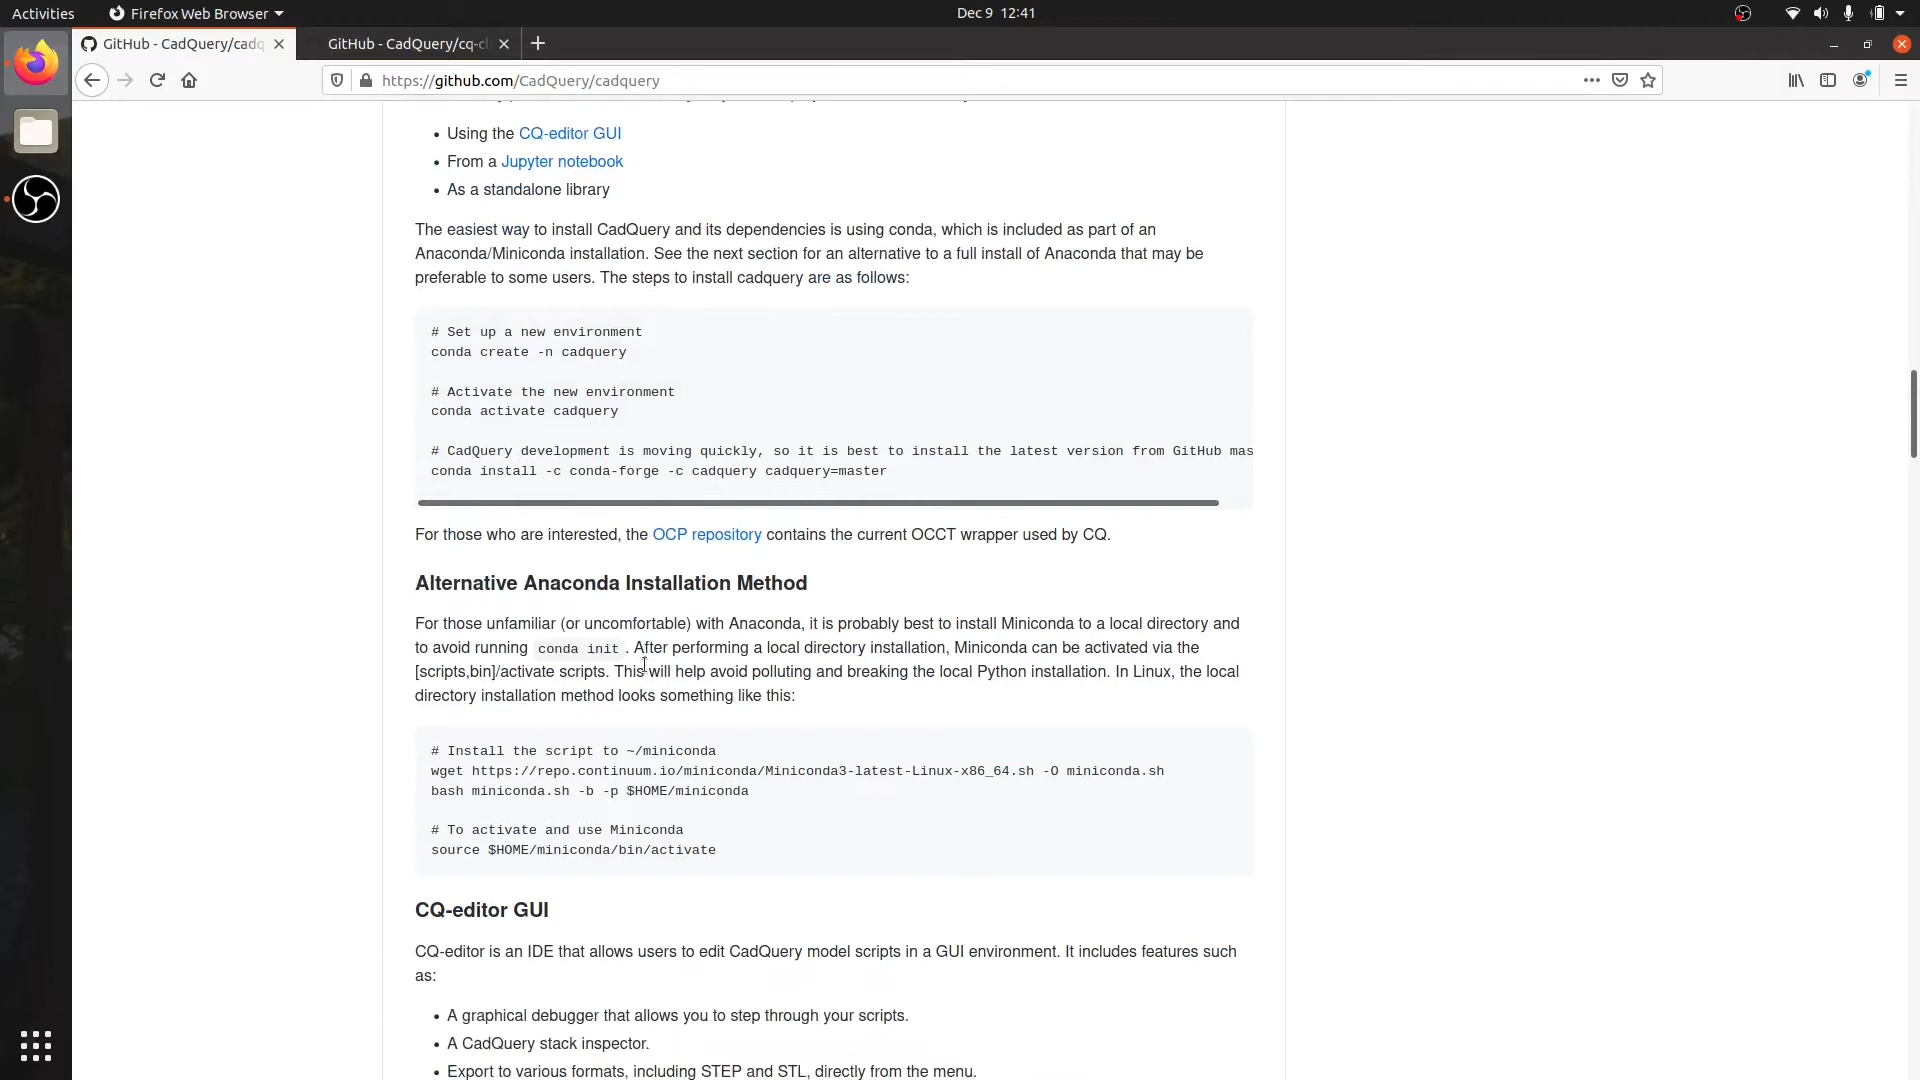 Activities
Firefox Web Browser
Dec 9 12:41
GitHub - CadQuery/cadq
GitHub - CadQuery/cq-cl
https://github.com/CadQuery/cadquery
Using the CQ-editor GUI
From a Jupyter notebook
As a standalone library
The easiest way to install CadQuery and its dependencies is using conda, which is included as part of an
Anaconda/Miniconda installation. See the next section for an alternative to a full install of Anaconda that may be
preferable to some users. The steps to install cadquery are as follows:
# Set up a new environment
conda create -n cadquery
# Activate the new environment
conda activate cadquery
# CadQuery development is moving quickly, so it is best to install the latest version from GitHub mas
conda install -c conda-forge -c cadquery cadquery=master
For those who are interested, the OCP repository contains the current OCCT wrapper used by CQ.
Alternative Anaconda Installation Method
For those unfamiliar (or uncomfortable) with Anaconda, it is probably best to install Miniconda to a local directory and
to avoid running conda init . After performing a local directory installation, Miniconda can be activated via the
[scripts,bin]/activate scripts. This will help avoid polluting and breaking the local Python installation. In Linux, the local
directory installation method looks something like this:
# Install the script to ~/miniconda
wget https://repo.continuum.io/miniconda/Miniconda3-latest-Linux-x86_64.sh -O miniconda.sh
bash miniconda.sh -b -p $HOME/miniconda
# To activate and use Miniconda
source $HOME/miniconda/bin/activate
CQ-editor GUI
CQ-editor is an IDE that allows users to edit CadQuery model scripts in a GUI environment. It includes features such
as:
A graphical debugger that allows you to step through your scripts.
A CadQuery stack inspector.
Export to various formats, including STEP and STL, directly from the menu.